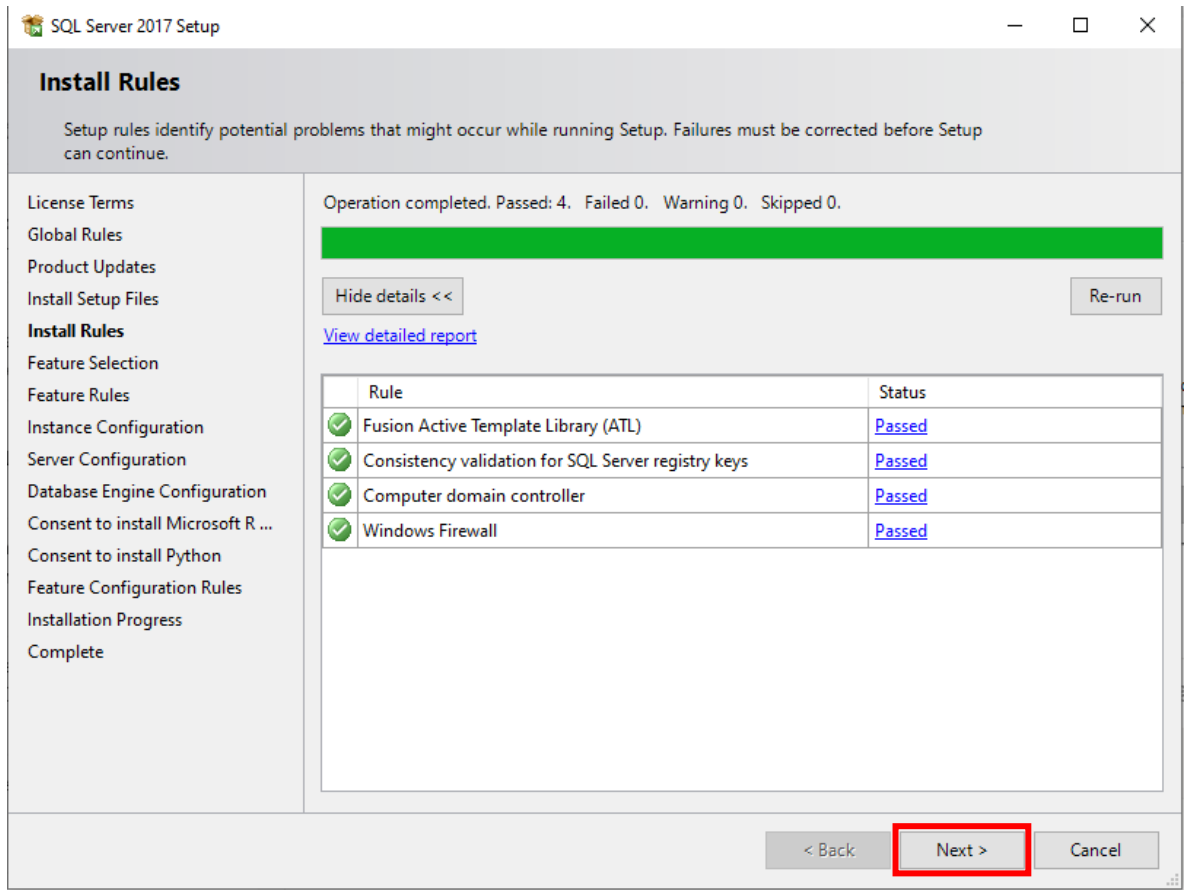 SQL Server 2017 Setup
Install Rules
Setup rules identify potential problems that might occur while running Setup. Failures must be corrected before Setup
can continue.
License Terms
Global Rules
Product Updates
Install Setup Files
Install Rules
Feature Selection
Feature Rules
Instance Configuration
Server Configuration
Database Engine Configuration
Consent to install Microsoft R ...
Consent to install Python
Feature Configuration Rules
Installation Progress
Complete
Operation completed. Passed: 4. Failed 0. Warning 0. Skipped 0.
Hide details <<
Re-run
View detailed report
Rule Status
Fusion Active Template Library (ATL) Passed
Consistency validation for SQL Server registry keys Passed
Computer domain controller Passed
Windows Firewall Passed
< Back Next > Cancel